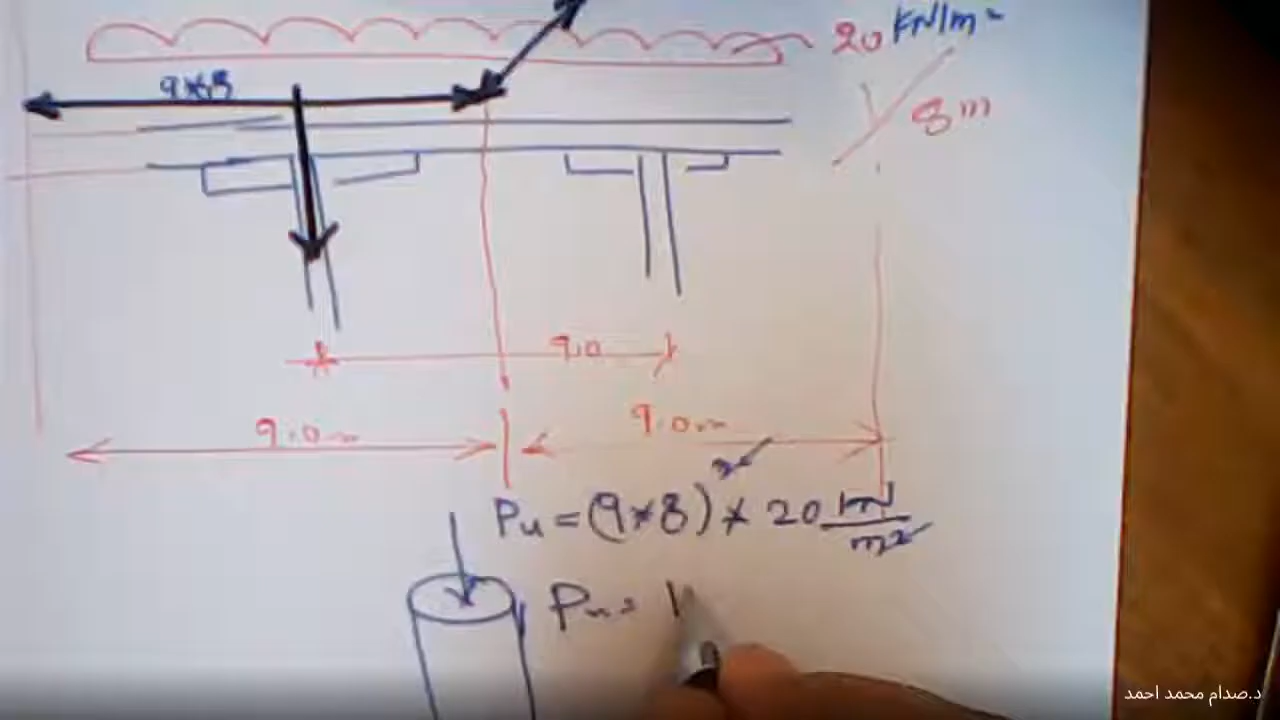 20 kN/m²
9*8
8m
9.0
9.0m
9.0m
Pu = (9*8) * 20 kN/m²
Pu =
د.صدام محمد احمد